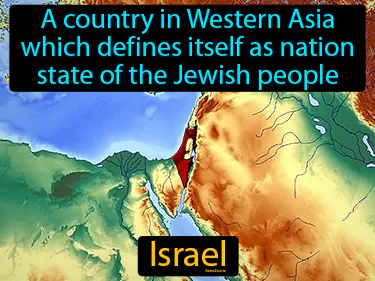 A country in Western Asia
which defines itself as nation
state of the Jewish people
Israel